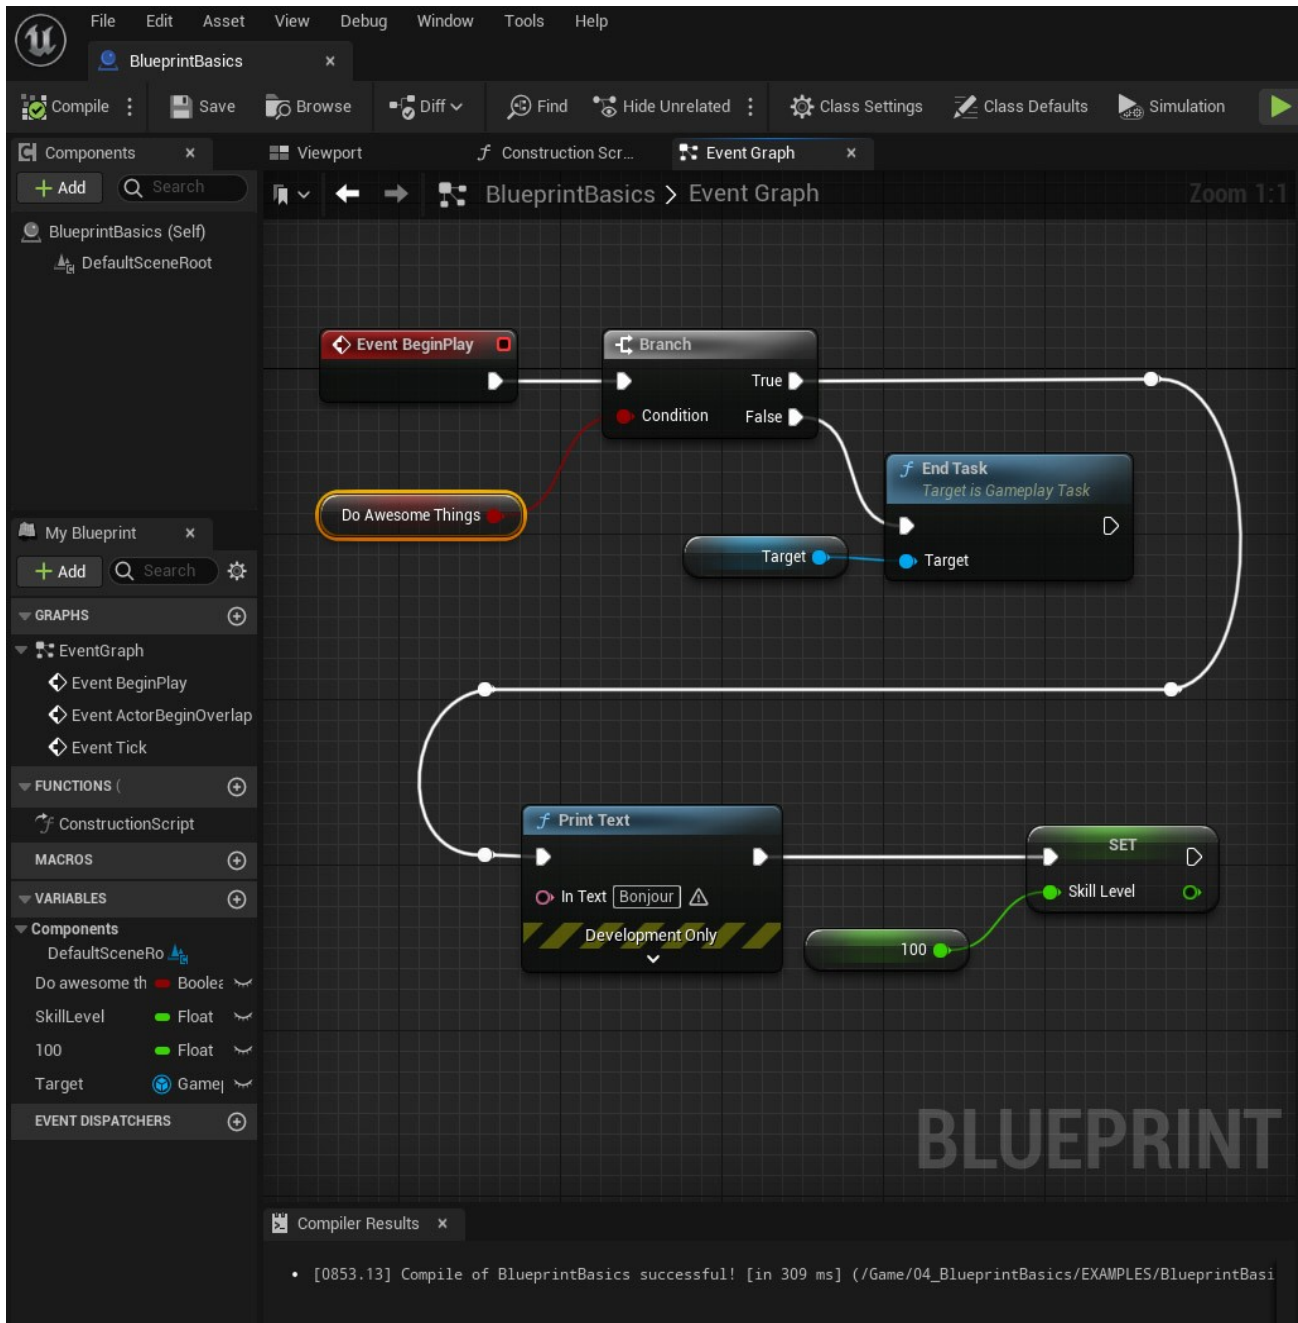 File Edit Asset View Debug Window Tools Help
BlueprintBasics
Compile Save Browse Diff Find Hide Unrelated Class Settings Class Defaults Simulation
Components Viewport Construction Scr... Event Graph
Add Search BlueprintBasics > Event Graph Zoom 1:1
BlueprintBasics (Self)
DefaultSceneRoot
Event BeginPlay
Branch
True
Condition False
Do Awesome Things
End Task
Target is Gameplay Task
Target Target
My Blueprint
Add Search
GRAPHS
EventGraph
Event BeginPlay
Event ActorBeginOverlap
Event Tick
FUNCTIONS (
ConstructionScript
MACROS
VARIABLES
Components
DefaultSceneRo
Do awesome th Boolea
SkillLevel Float
100 Float
Target Game
EVENT DISPATCHERS
Print Text
In Text Bonjour
Development Only
SET
Skill Level
100
BLUEPRINT
Compiler Results
[0853.13] Compile of BlueprintBasics successful! [in 309 ms] (/Game/04_BlueprintBasics/EXAMPLES/BlueprintBasi